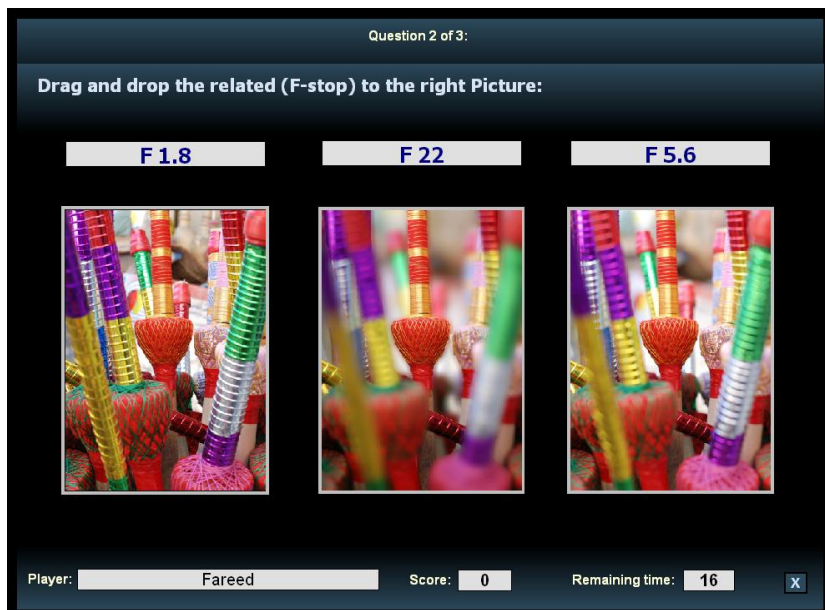 Question 2 of 3:
Drag and drop the related (F-stop) to the right Picture:
F 1.8
F 22
F 5.6
Player: Fareed Score: 0 Remaining time: 16 X